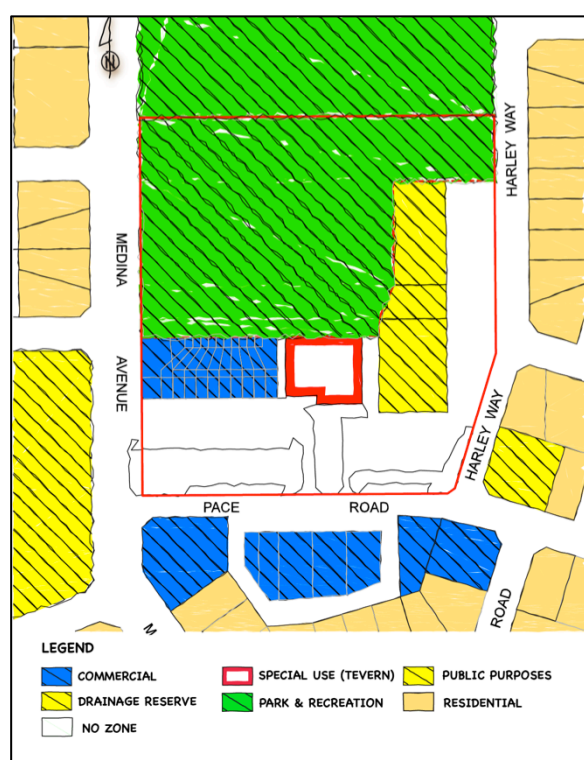 N
HARLEY WAY
MEDINA
AVENUE
HARLEY WAY
PACE ROAD
ROAD
M
LEGEND
COMMERCIAL
SPECIAL USE (TEVERN)
PUBLIC PURPOSES
DRAINAGE RESERVE
PARK & RECREATION
RESIDENTIAL
NO ZONE